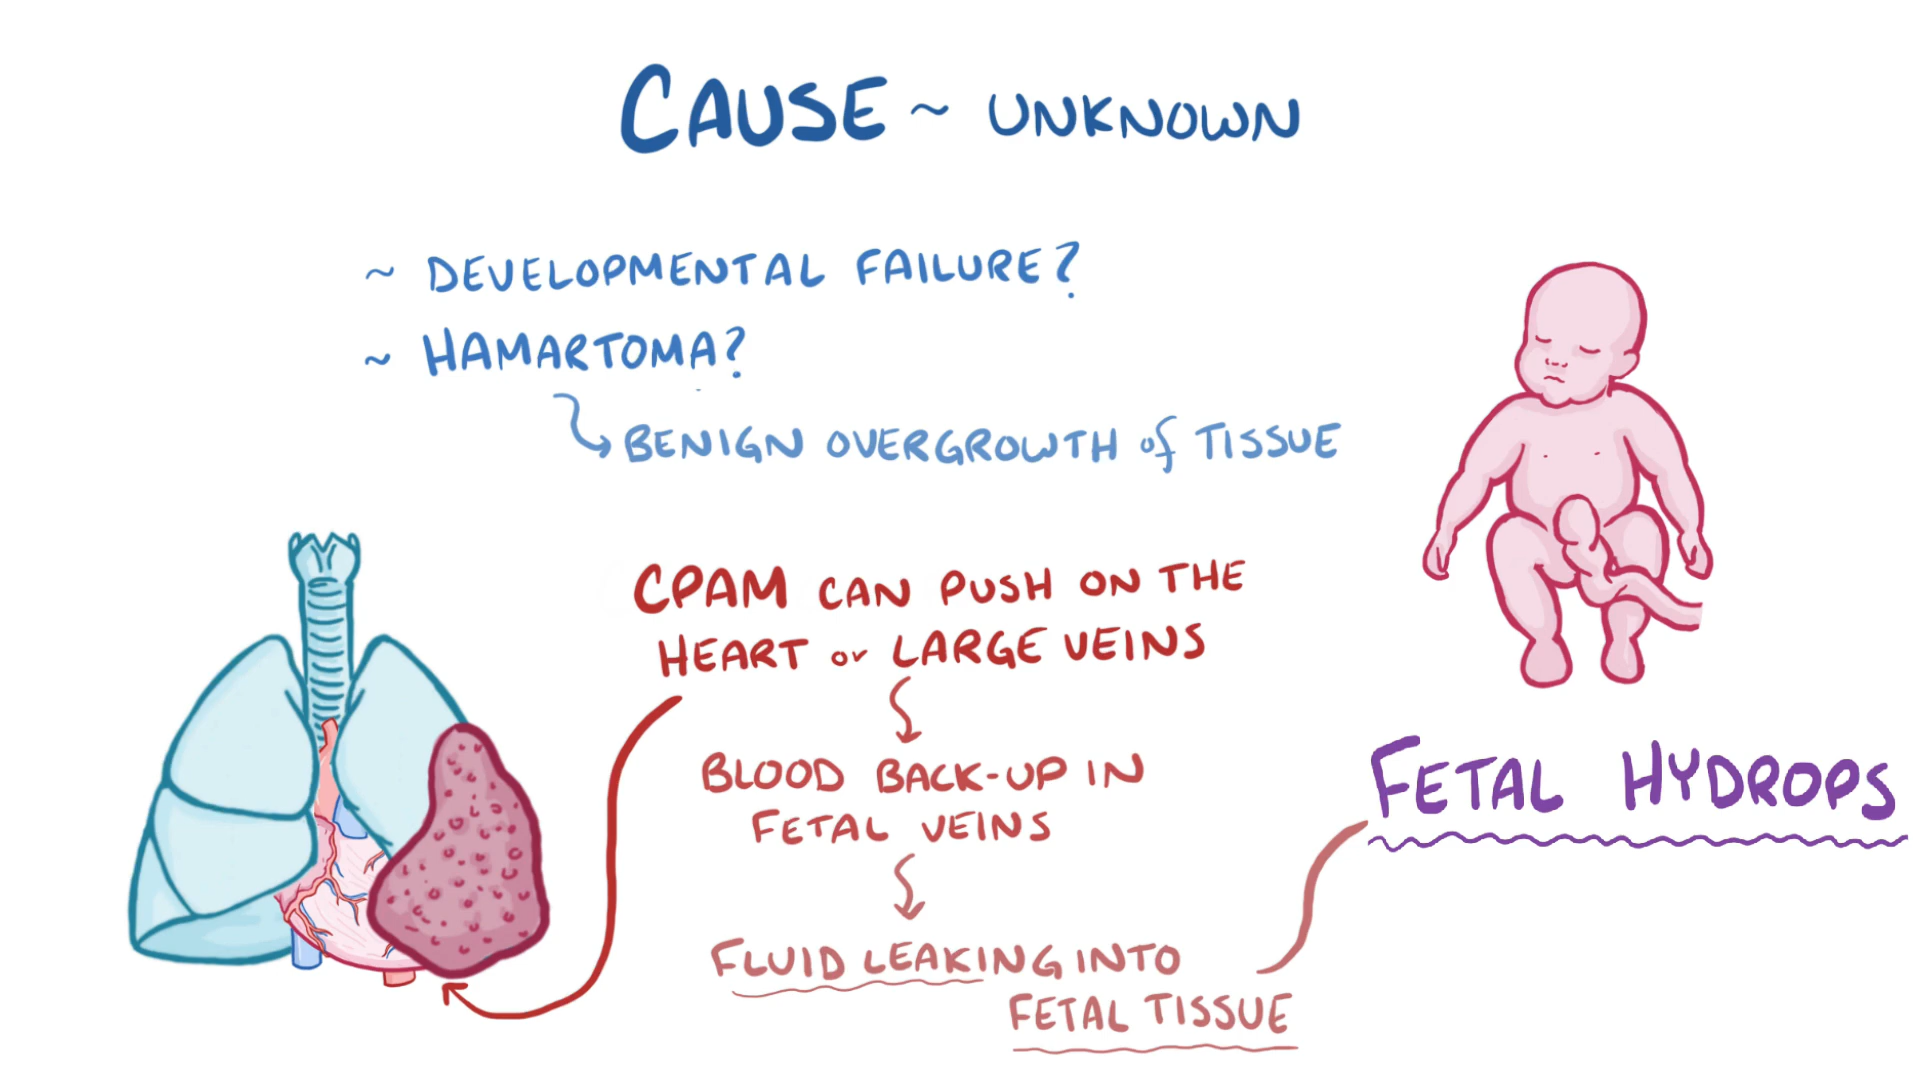 CAUSE ~ UNKNOWN
~ DEVELOPMENTAL FAILURE?
~ HAMARTOMA?
BENIGN OVERGROWTH of TISSUE
CPAM CAN PUSH ON THE
HEART or LARGE VEINS
BLOOD BACK-UP IN
FETAL VEINS
FLUID LEAKING INTO
FETAL TISSUE
FETAL HYDROPS